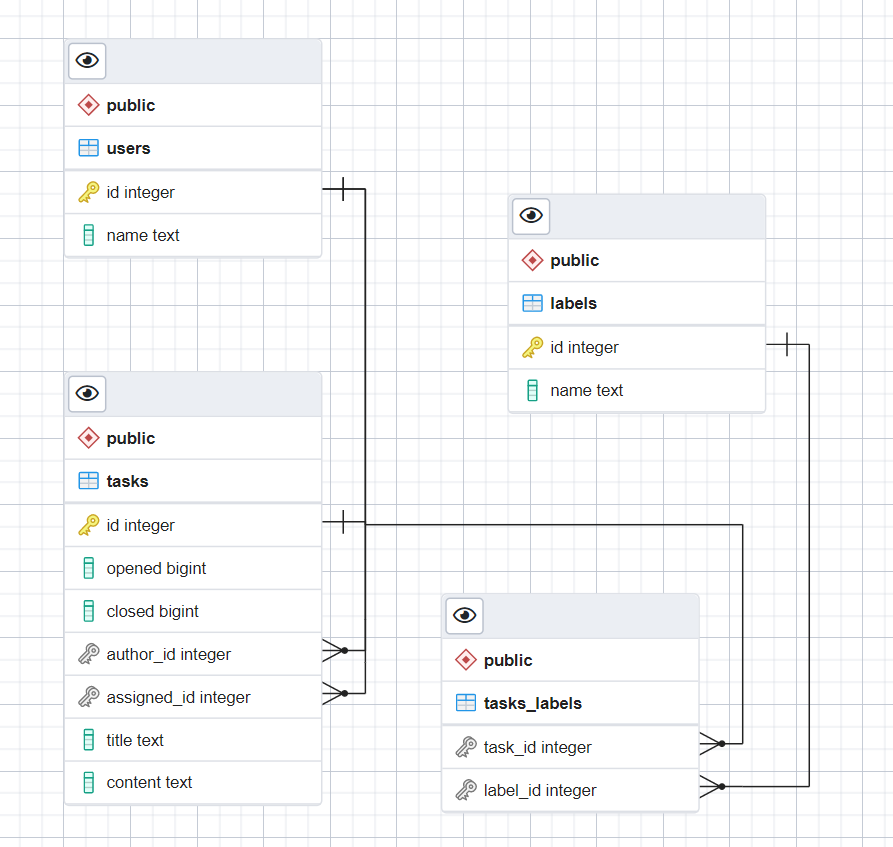 public
users
id integer
name text
public
labels
id integer
name text
public
tasks
id integer
opened bigint
closed bigint
author_id integer
assigned_id integer
title text
content text
public
tasks_labels
task_id integer
label_id integer